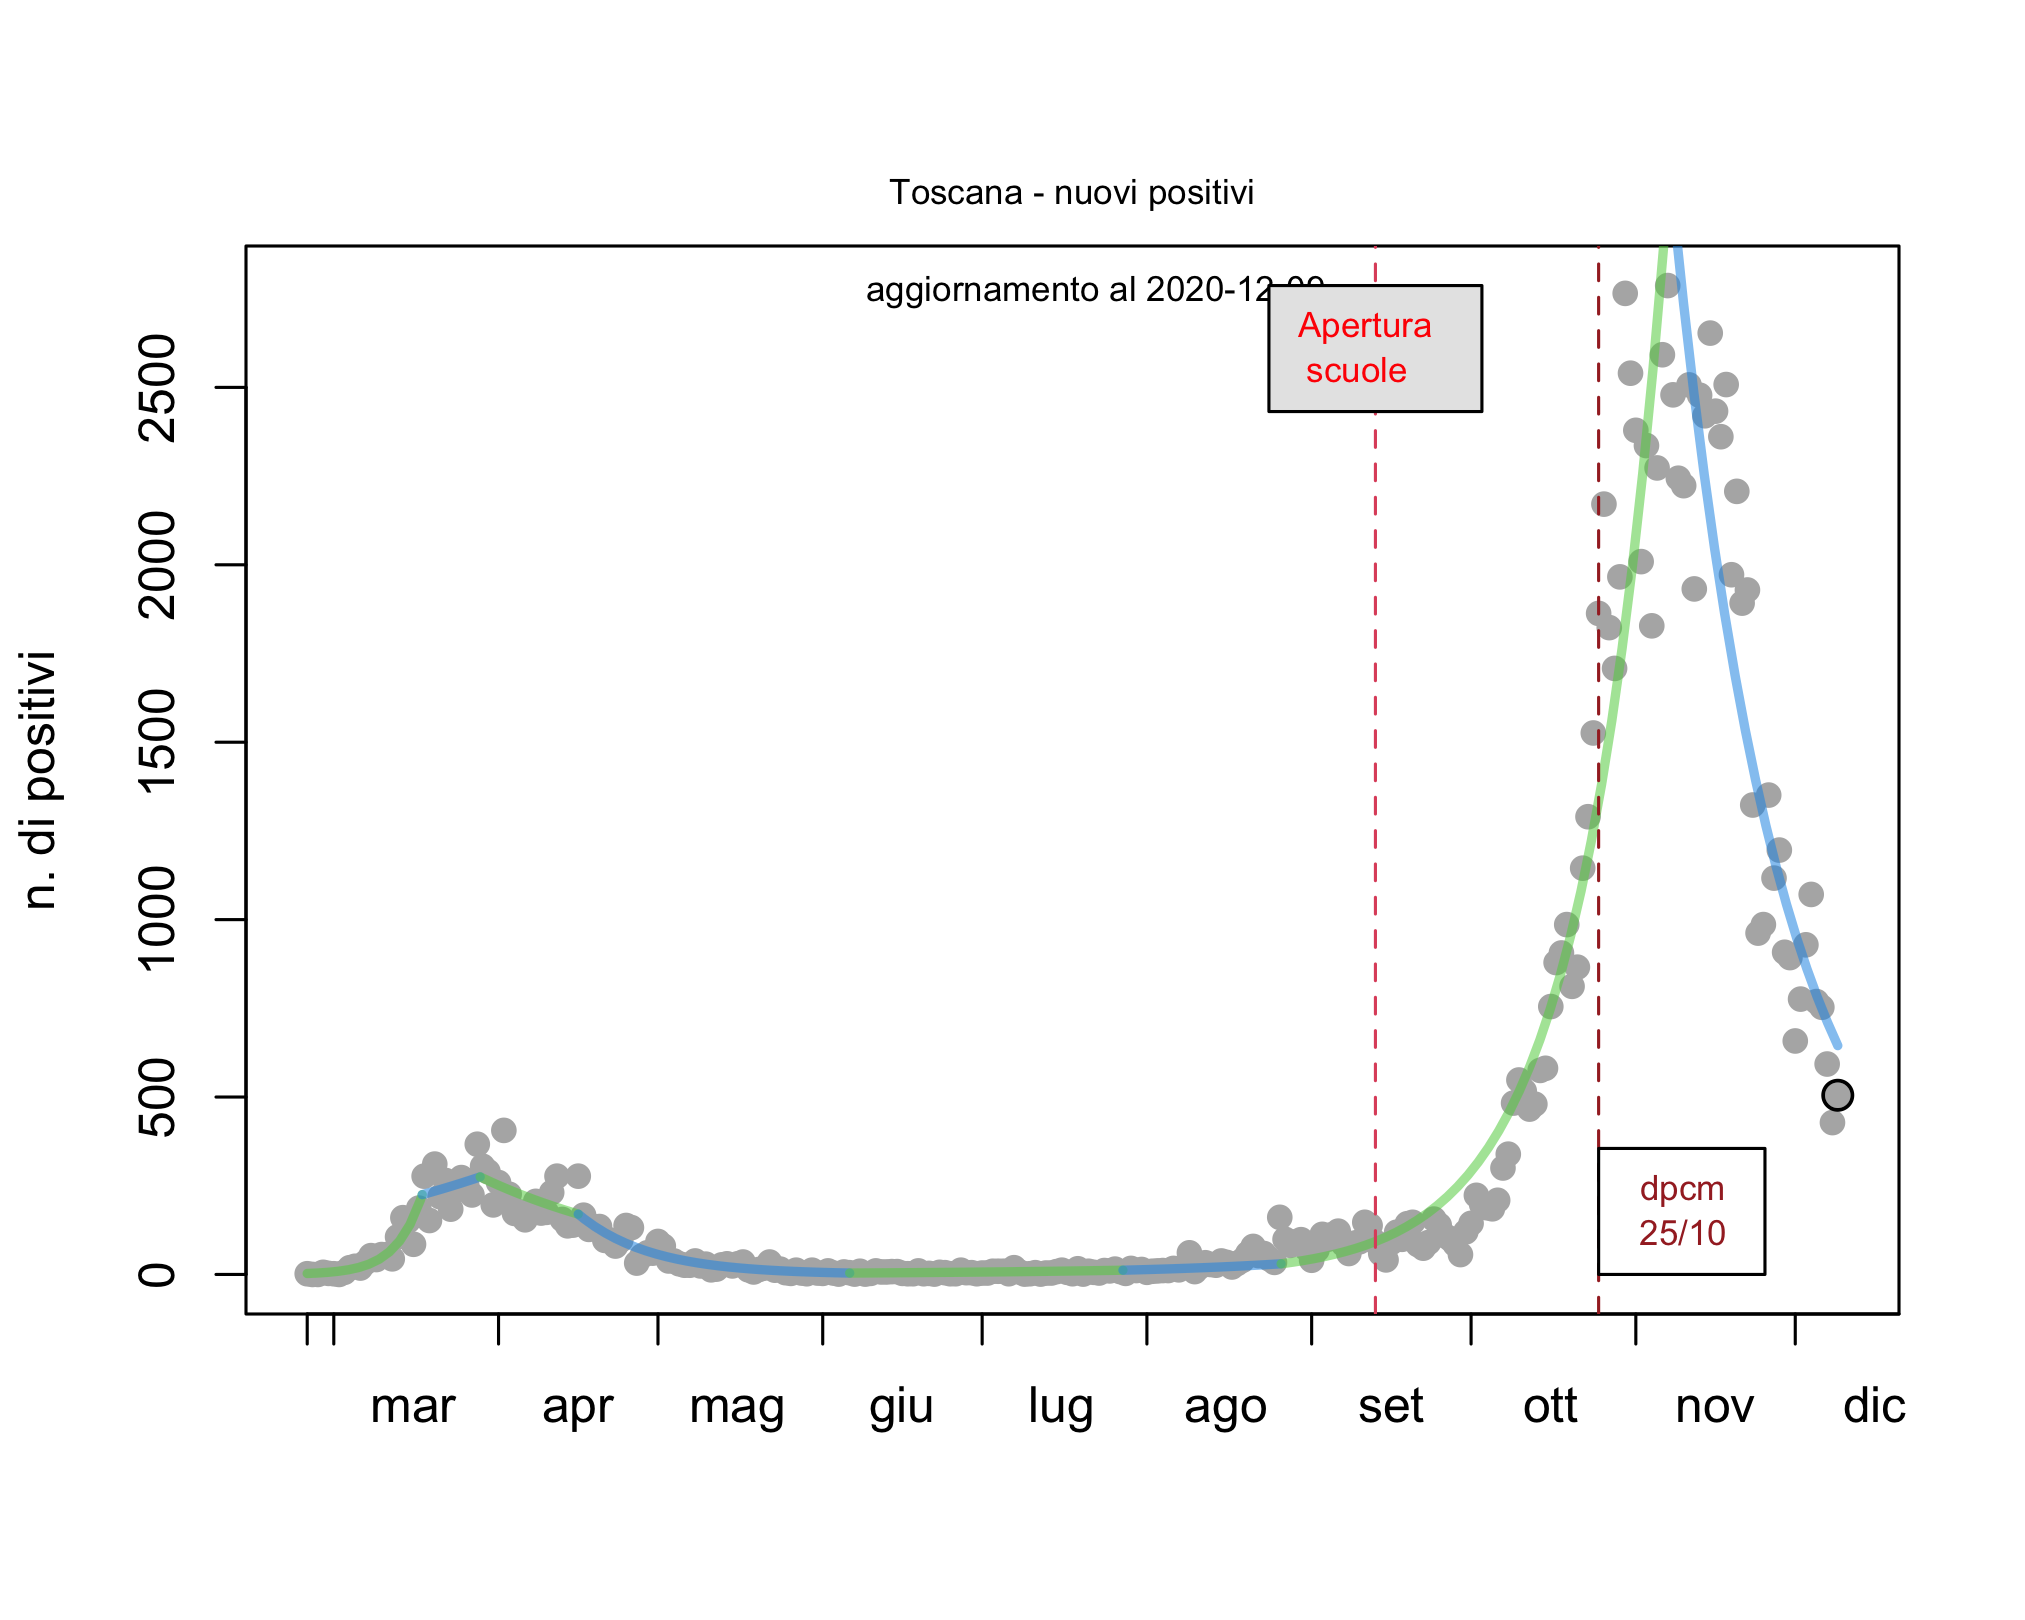 Toscana - nuovi positivi
aggiornamento al 2020-12-09
Apertura
scuole
n. di positivi
2500
2000
1500
1000
500
0
dpcm
25/10
mar apr mag giu lug ago set ott nov dic